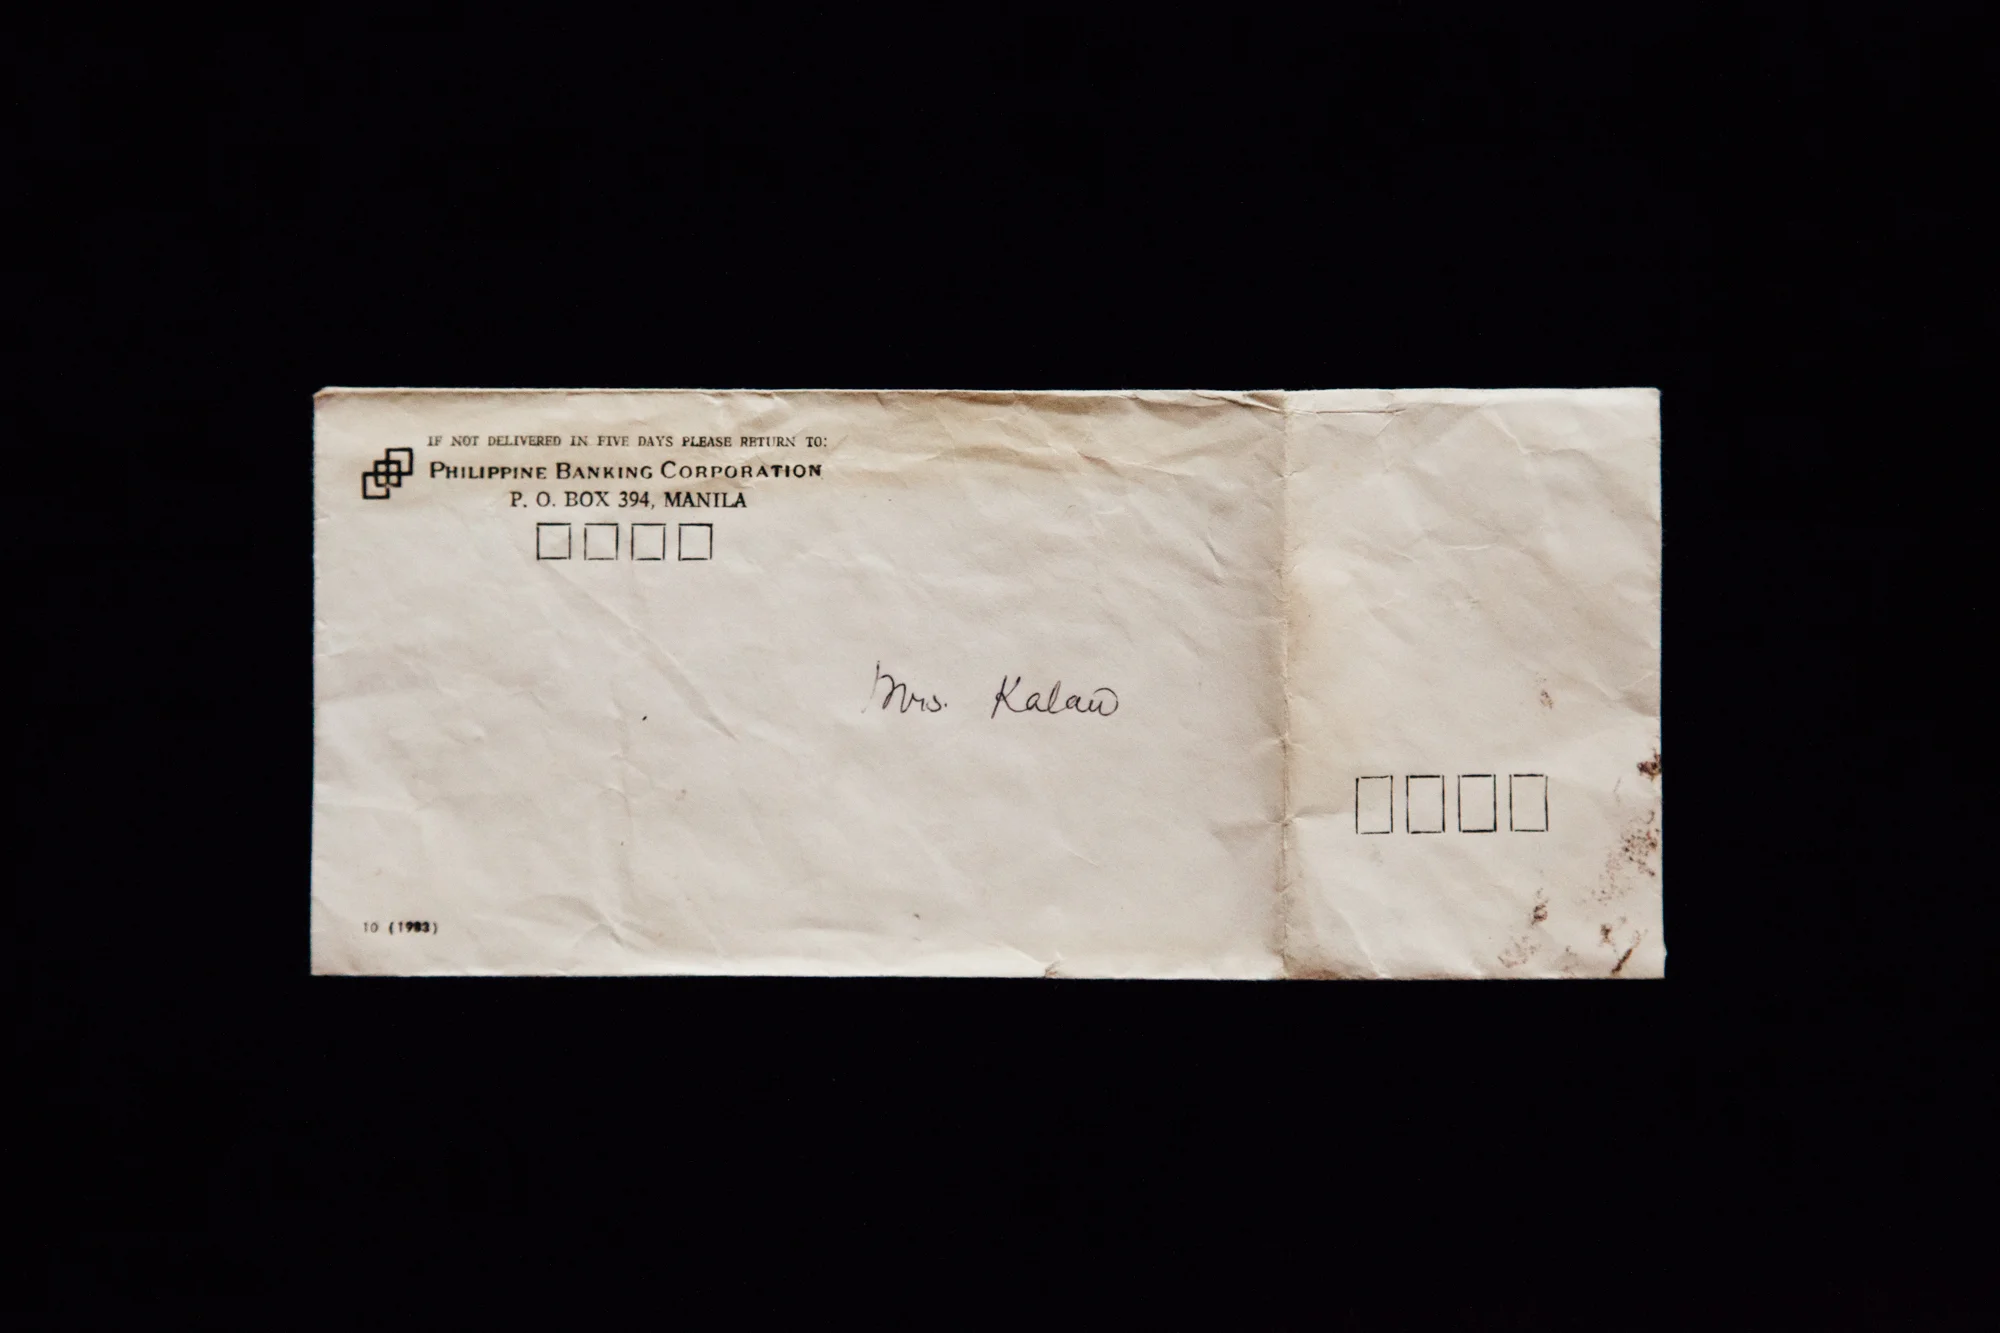 IF NOT DELIVERED IN FIVE DAYS PLEASE RETURN TO:
PHILIPPINE BANKING CORPORATION
P. O. BOX 394, MANILA
Mrs. Kalaw
10 (1983)